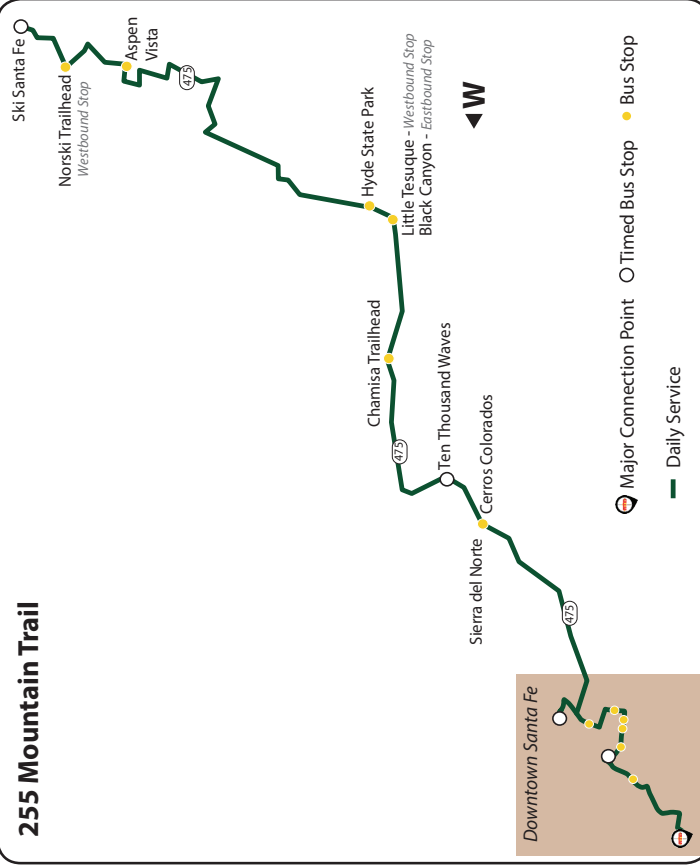 255 Mountain Trail
Ski Santa Fe
Norski Trailhead
Westbound Stop
Aspen
Vista
475
Hyde State Park
Little Tesuque - Westbound Stop
Black Canyon - Eastbound Stop
W
Chamisa Trailhead
475
Ten Thousand Waves
Cerros Colorados
Sierra del Norte
475
Downtown Santa Fe
Major Connection Point
Timed Bus Stop
Bus Stop
Daily Service